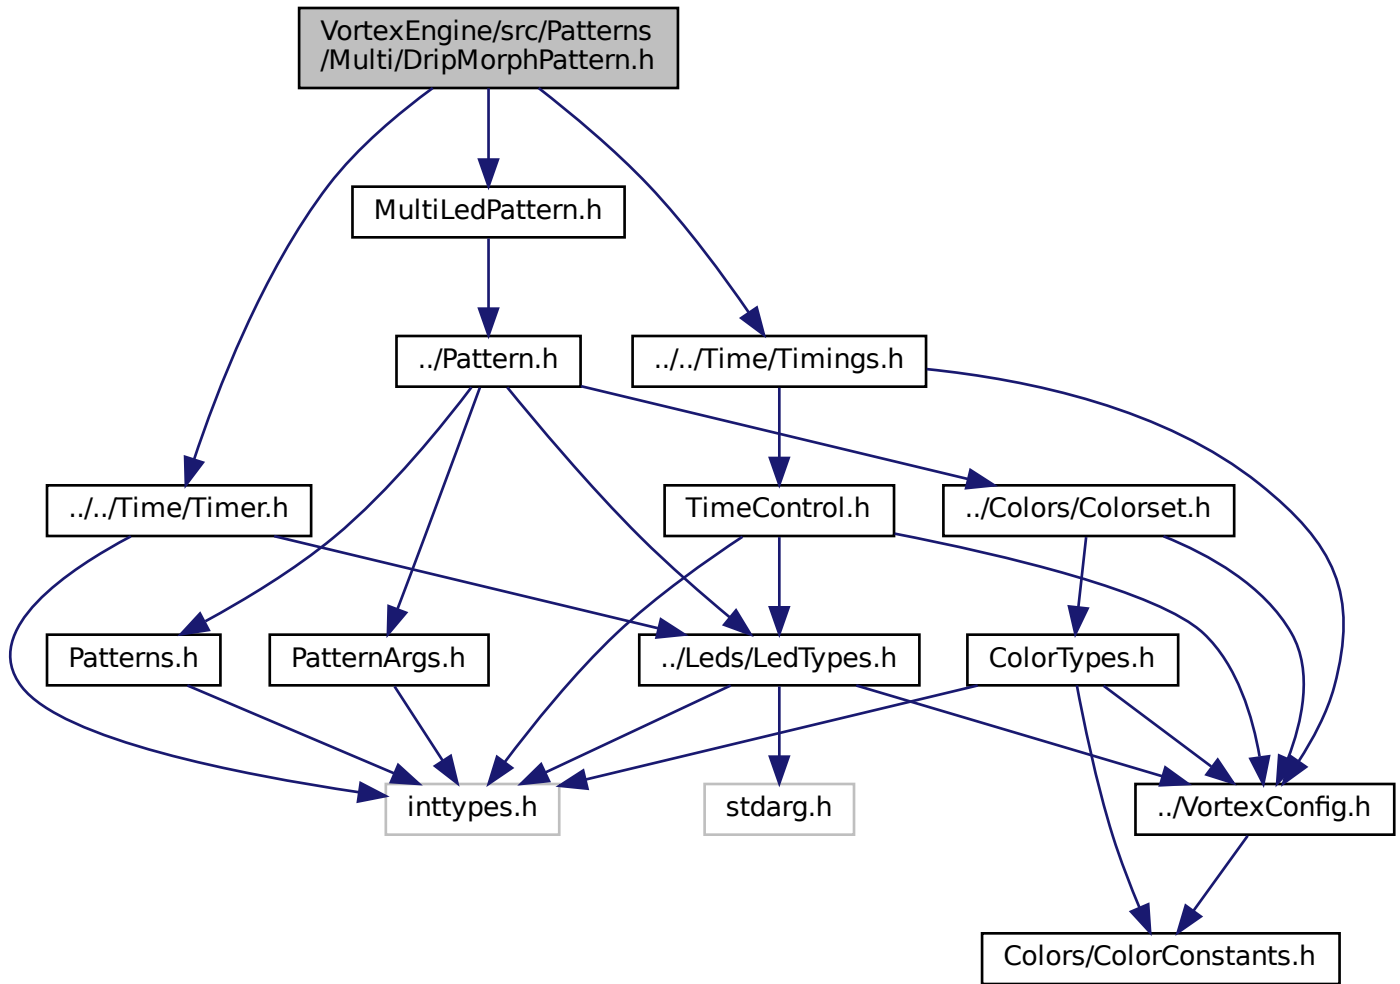 VortexEngine/src/Patterns
/Multi/DripMorphPattern.h
MultiLedPattern.h
../Pattern.h
../../Time/Timings.h
../../Time/Timer.h
TimeControl.h
../Colors/Colorset.h
Patterns.h
PatternArgs.h
../Leds/LedTypes.h
ColorTypes.h
inttypes.h
stdarg.h
../VortexConfig.h
Colors/ColorConstants.h